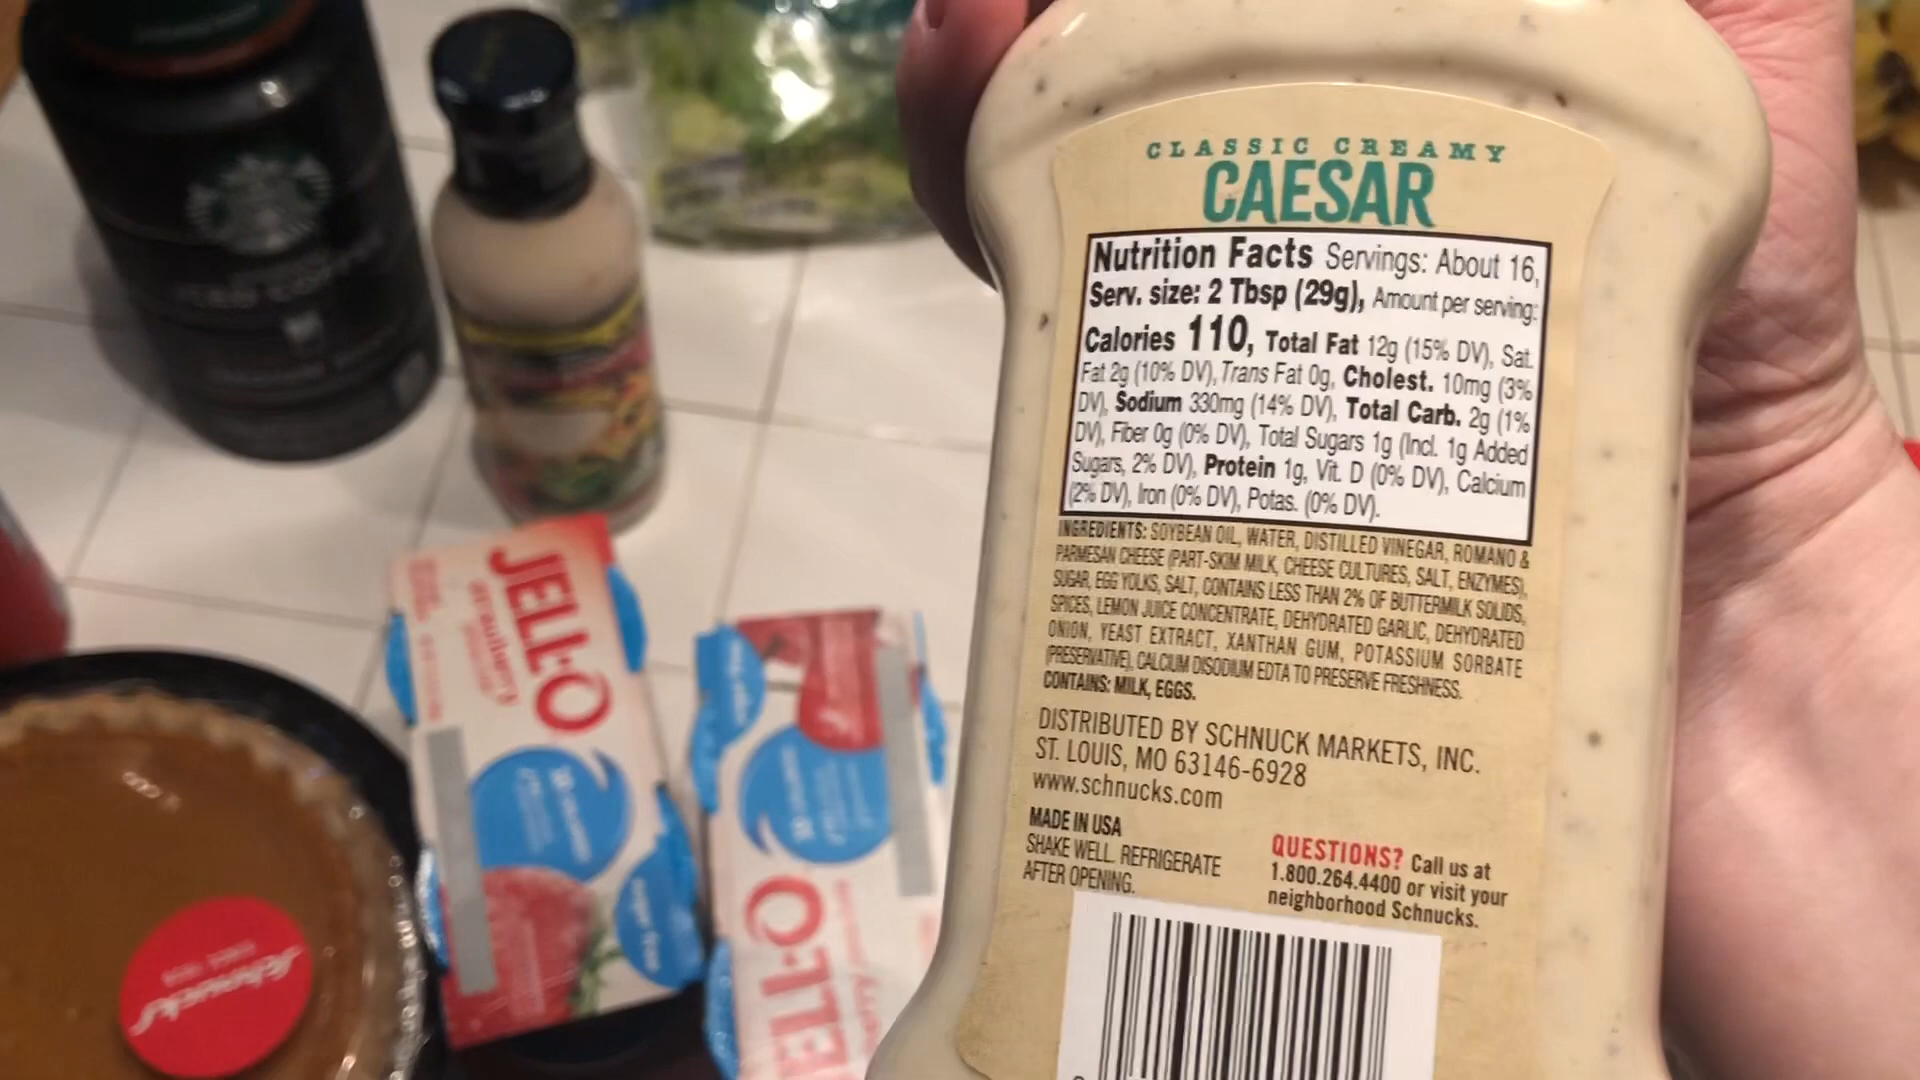 CLASSIC CREAMY
CAESAR
Nutrition Facts Servings: About 16,
Serv. size: 2 Tbsp (29g), Amount per serving:
Calories 110, Total Fat 12g (15% DV), Sat.
Fat 2g (10% DV), Trans Fat 0g, Cholest. 10mg (3%
DV), Sodium 330mg (14% DV), Total Carb. 2g (1%
DV), Fiber 0g (0% DV), Total Sugars 1g (Incl. 1g Added
Sugars, 2% DV), Protein 1g, Vit. D (0% DV), Calcium
(2% DV), Iron (0% DV), Potas. (0% DV).
INGREDIENTS: SOYBEAN OIL, WATER, DISTILLED VINEGAR, ROMANO &
PARMESAN CHEESE (PART-SKIM MILK, CHEESE CULTURES, SALT, ENZYMES),
SUGAR, EGG YOLKS, SALT, CONTAINS LESS THAN 2% OF BUTTERMILK SOLIDS,
SPICES, LEMON JUICE CONCENTRATE, DEHYDRATED GARLIC, DEHYDRATED
ONION, YEAST EXTRACT, XANTHAN GUM, POTASSIUM SORBATE
(PRESERVATIVE), CALCIUM DISODIUM EDTA TO PRESERVE FRESHNESS.
CONTAINS: MILK, EGGS.
DISTRIBUTED BY SCHNUCK MARKETS, INC.
ST. LOUIS, MO 63146-6928
www.schnucks.com
MADE IN USA
SHAKE WELL. REFRIGERATE
AFTER OPENING.
QUESTIONS? Call us at
1.800.264.4400 or visit your
neighborhood Schnucks.
JELL-O
strawberry
sugar free
JELL-O
Schnucks